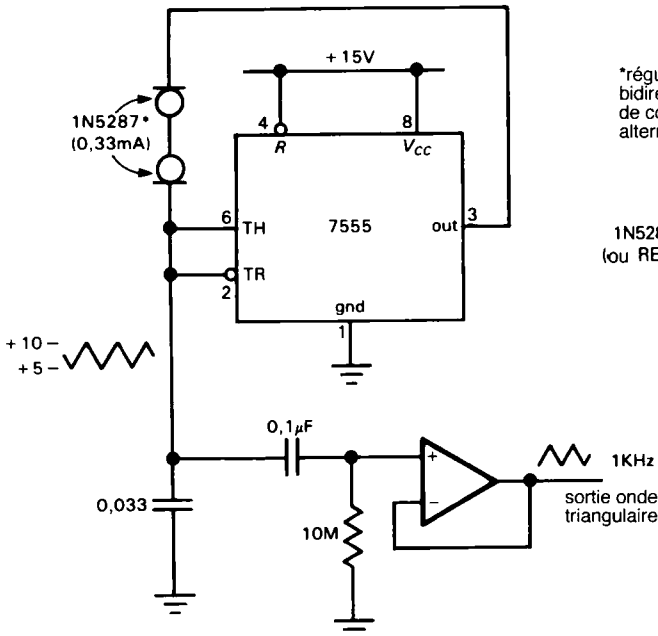 + 15V
*régu
bidire
de co
altern
1N5287*
(0,33mA)
4
8
R
VCC
6
TH
7555
out
3
1N528
(ou RE
TR
2
gnd
1
+ 10 –
+ 5 –
0,1µF
+
–
1KHz
sortie onde
triangulaire
0,033
10M